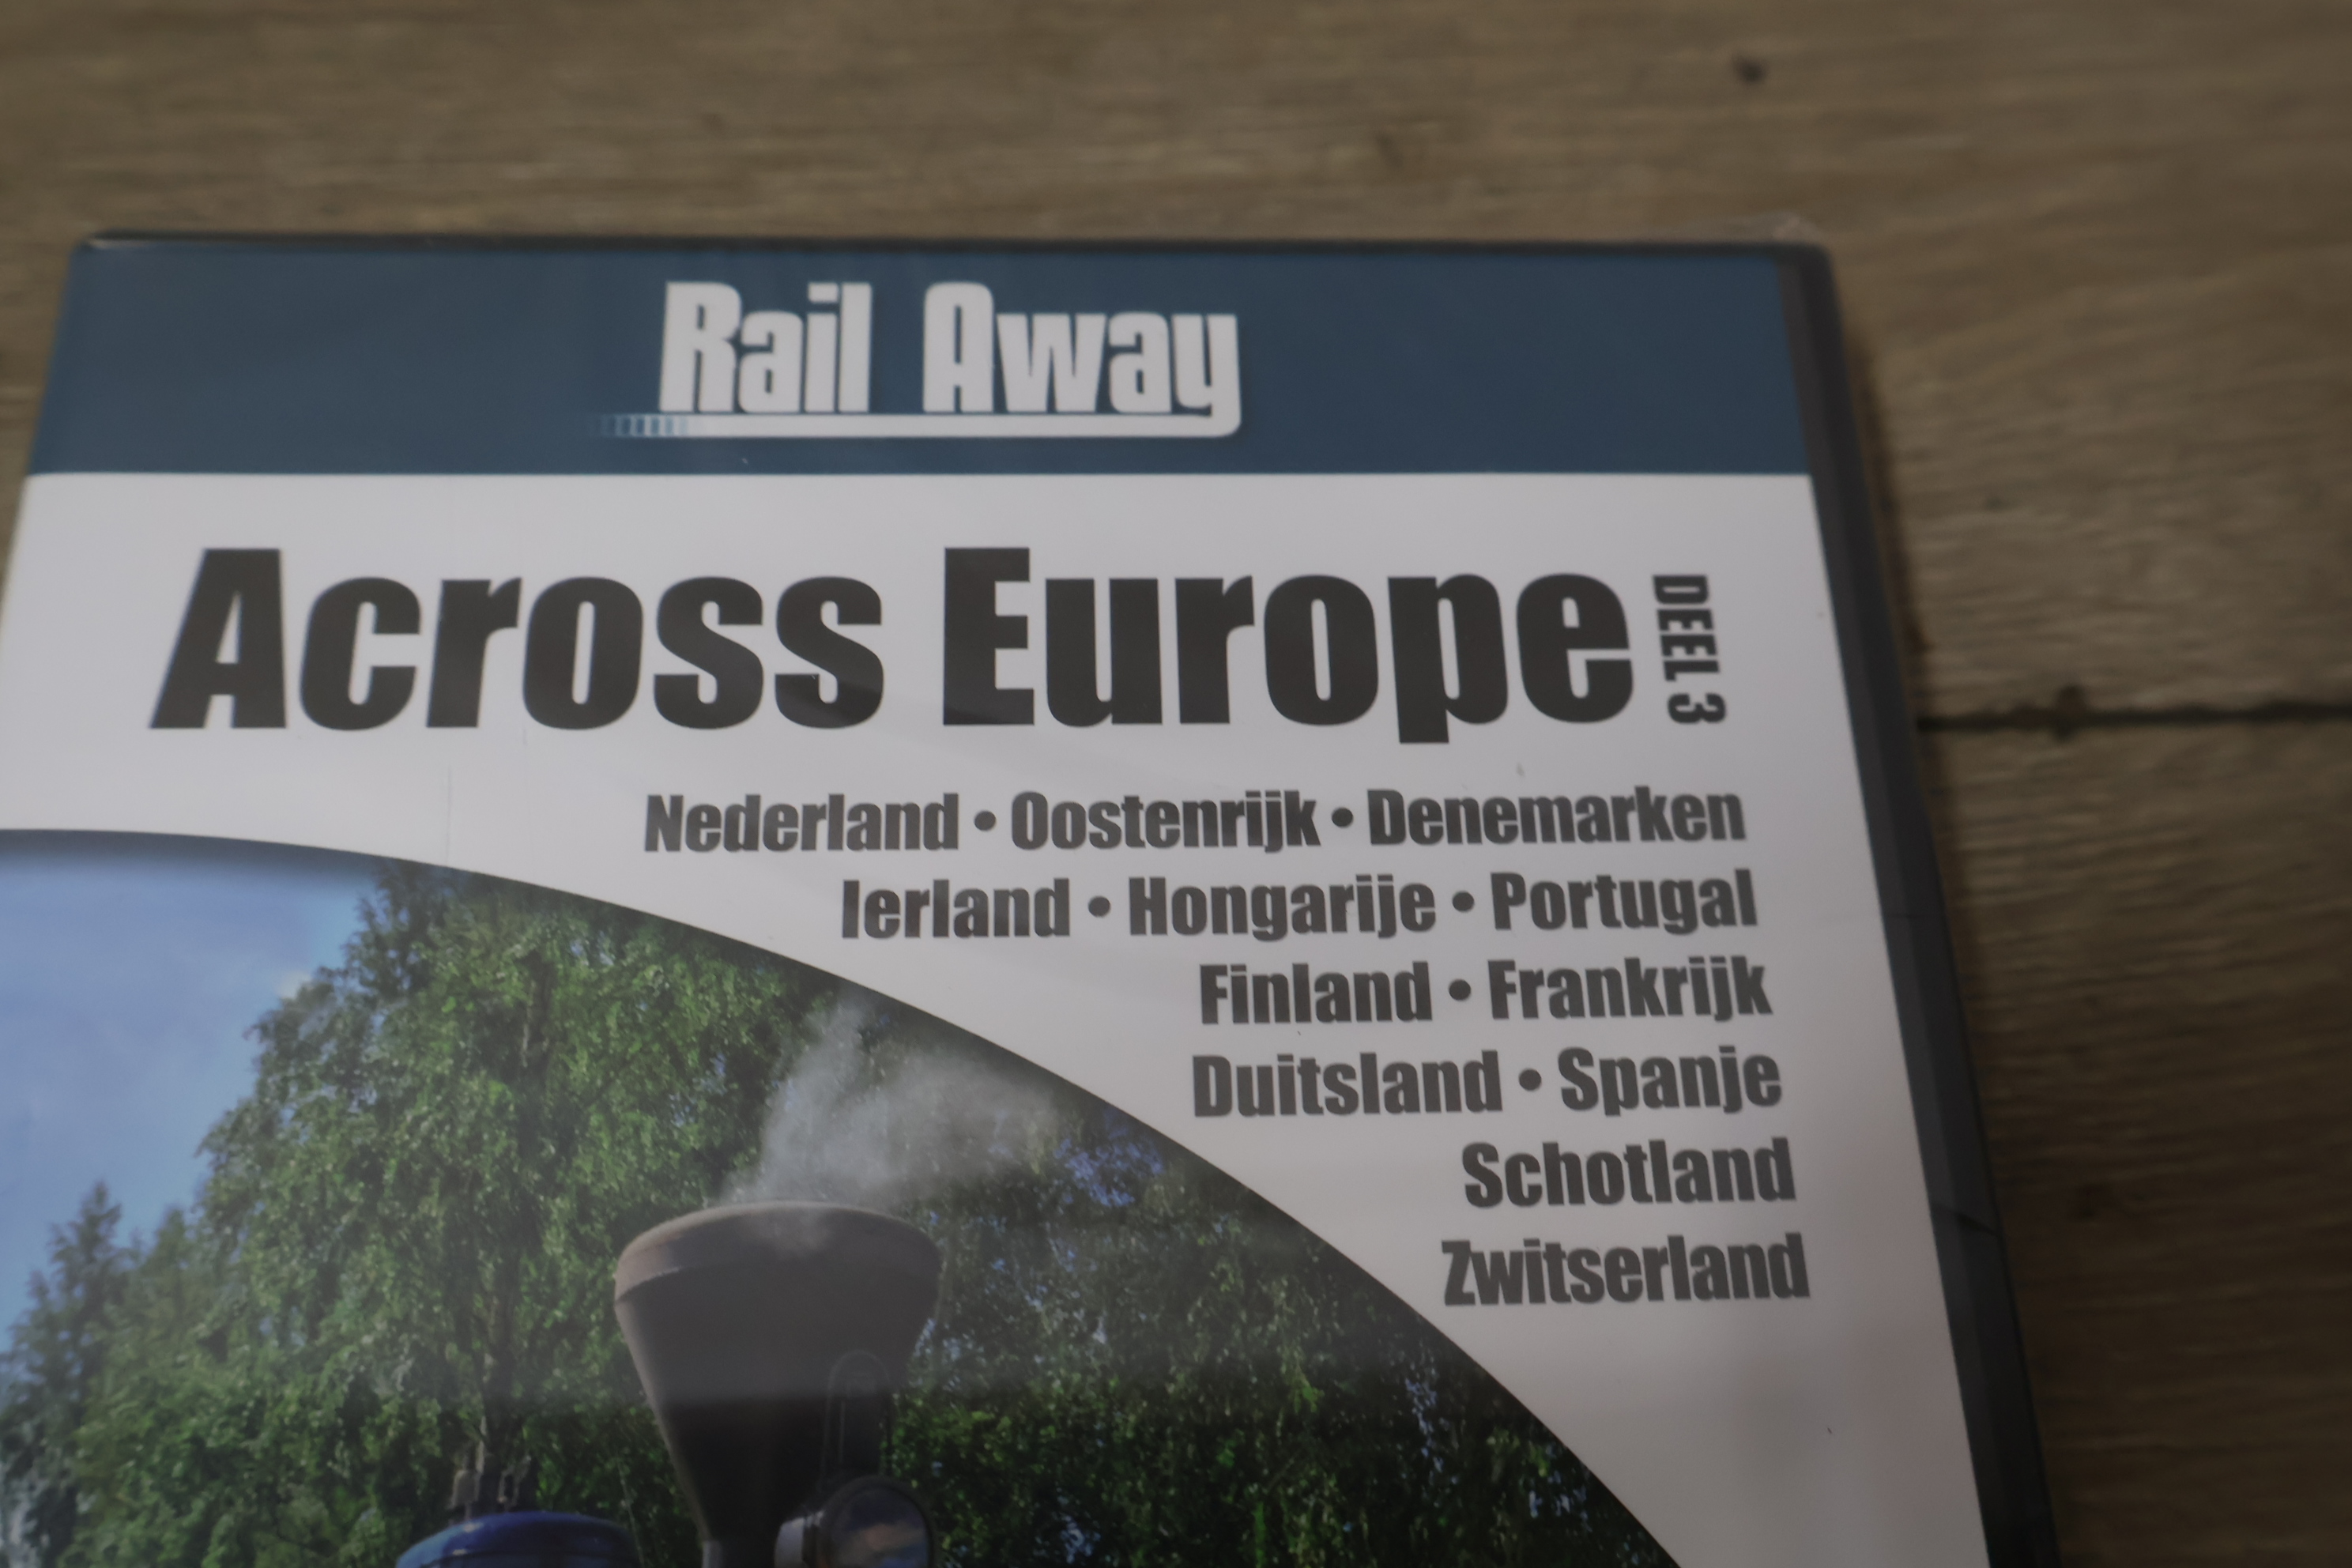 Rail Away
Across Europe
DEEL 3
Nederland • Oostenrijk • Denemarken
Ierland • Hongarije • Portugal
Finland • Frankrijk
Duitsland • Spanje
Schotland
Zwitserland